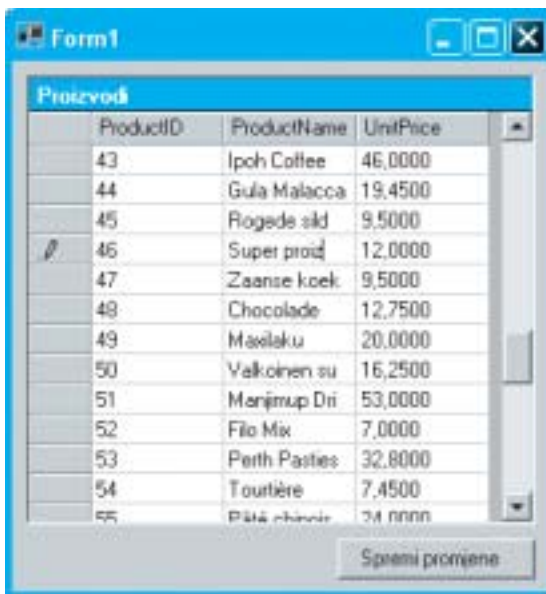 Form1
Proizvodi
ProductID ProductName UnitPrice
43 Ipoh Coffee 46,0000
44 Gula Malacca 19,4500
45 Rogede sild 9,5000
46 Super proiz 12,0000
47 Zaanse koek 9,5000
48 Chocolade 12,7500
49 Maxilaku 20,0000
50 Valkoinen su 16,2500
51 Manjimup Dri 53,0000
52 Filo Mix 7,0000
53 Perth Pasties 32,8000
54 Tourtière 7,4500
55 Pâté chinois 24,0000
Spremi promjene